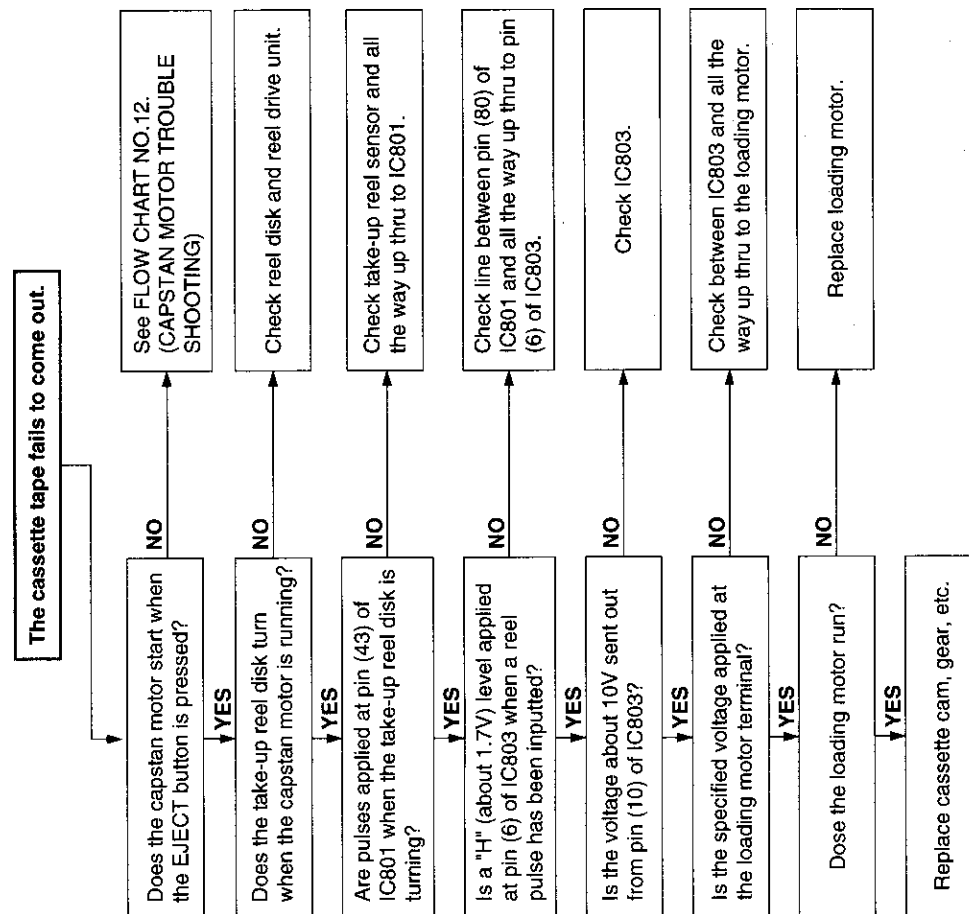 The cassette tape fails to come out.
Does the capstan motor start when
the EJECT button is pressed?
NO
See FLOW CHART NO.12.
(CAPSTAN MOTOR TROUBLE
SHOOTING)
YES
Does the take-up reel disk turn
when the capstan motor is running?
NO
Check reel disk and reel drive unit.
YES
Are pulses applied at pin (43) of
IC801 when the take-up reel disk is
turning?
NO
Check take-up reel sensor and all
the way up thru to IC801.
YES
Is a "H" (about 1.7V) level applied
at pin (6) of IC803 when a reel
pulse has been inputted?
NO
Check line between pin (80) of
IC801 and all the way up thru to pin
(6) of IC803.
YES
Is the voltage about 10V sent out
from pin (10) of IC803?
NO
Check IC803.
YES
Is the specified voltage applied at
the loading motor terminal?
NO
Check between IC803 and all the
way up thru to the loading motor.
YES
Dose the loading motor run?
NO
Replace loading motor.
YES
Replace cassette cam, gear, etc.